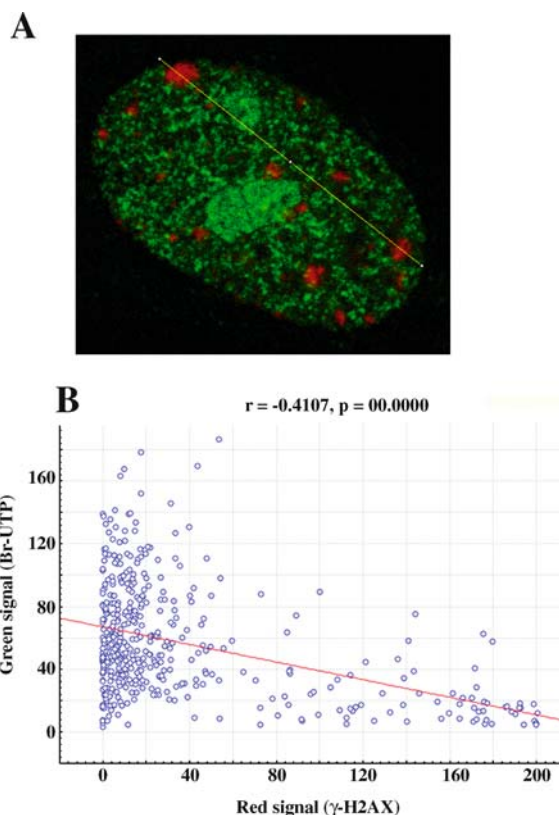 A
B
r = -0.4107, p = 00.0000
Green signal (Br-UTP)
160
120
80
40
0
0 40 80 120 160 200
Red signal (γ-H2AX)